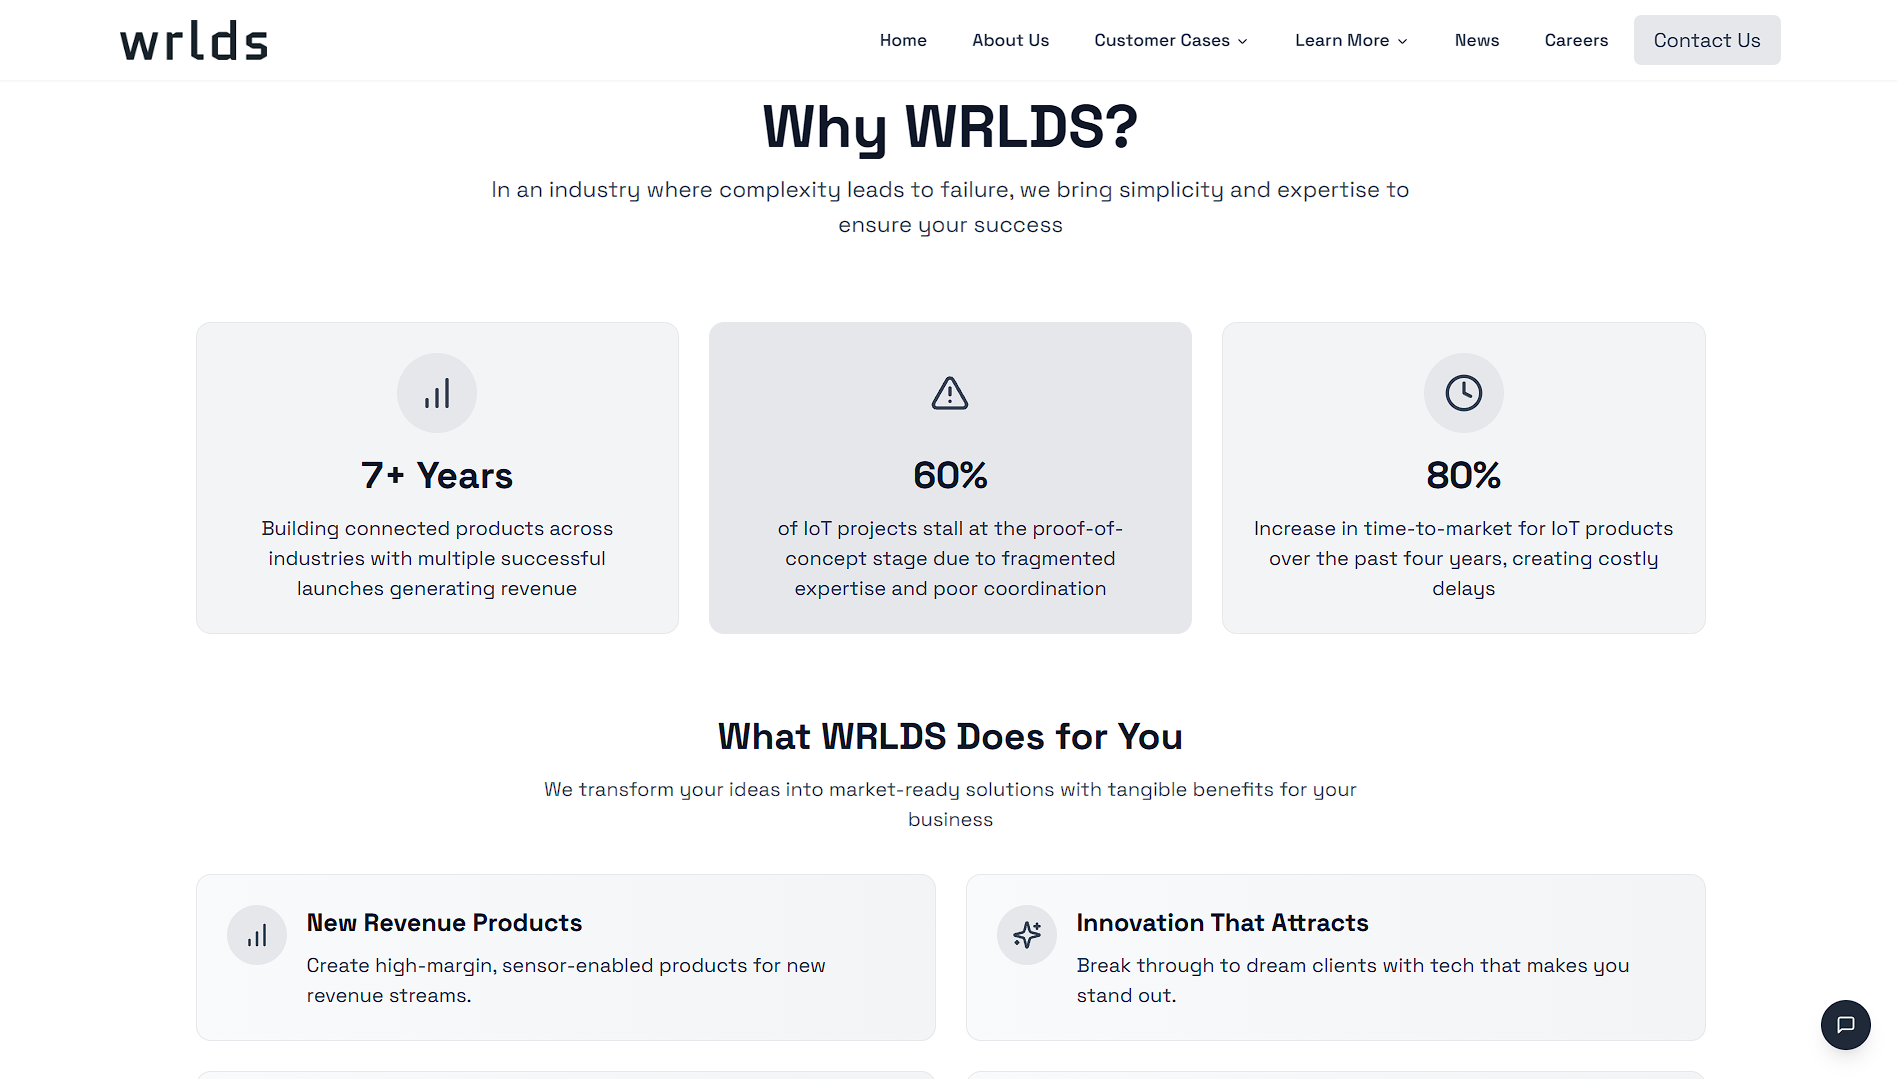 wrlds
Home
About Us
Customer Cases
Learn More
News
Careers
Contact Us
Why WRLDS?
In an industry where complexity leads to failure, we bring simplicity and expertise to
ensure your success
7+ Years
Building connected products across
industries with multiple successful
launches generating revenue
60%
of IoT projects stall at the proof-of-
concept stage due to fragmented
expertise and poor coordination
80%
Increase in time-to-market for IoT products
over the past four years, creating costly
delays
What WRLDS Does for You
We transform your ideas into market-ready solutions with tangible benefits for your
business
New Revenue Products
Create high-margin, sensor-enabled products for new
revenue streams.
Innovation That Attracts
Break through to dream clients with tech that makes you
stand out.